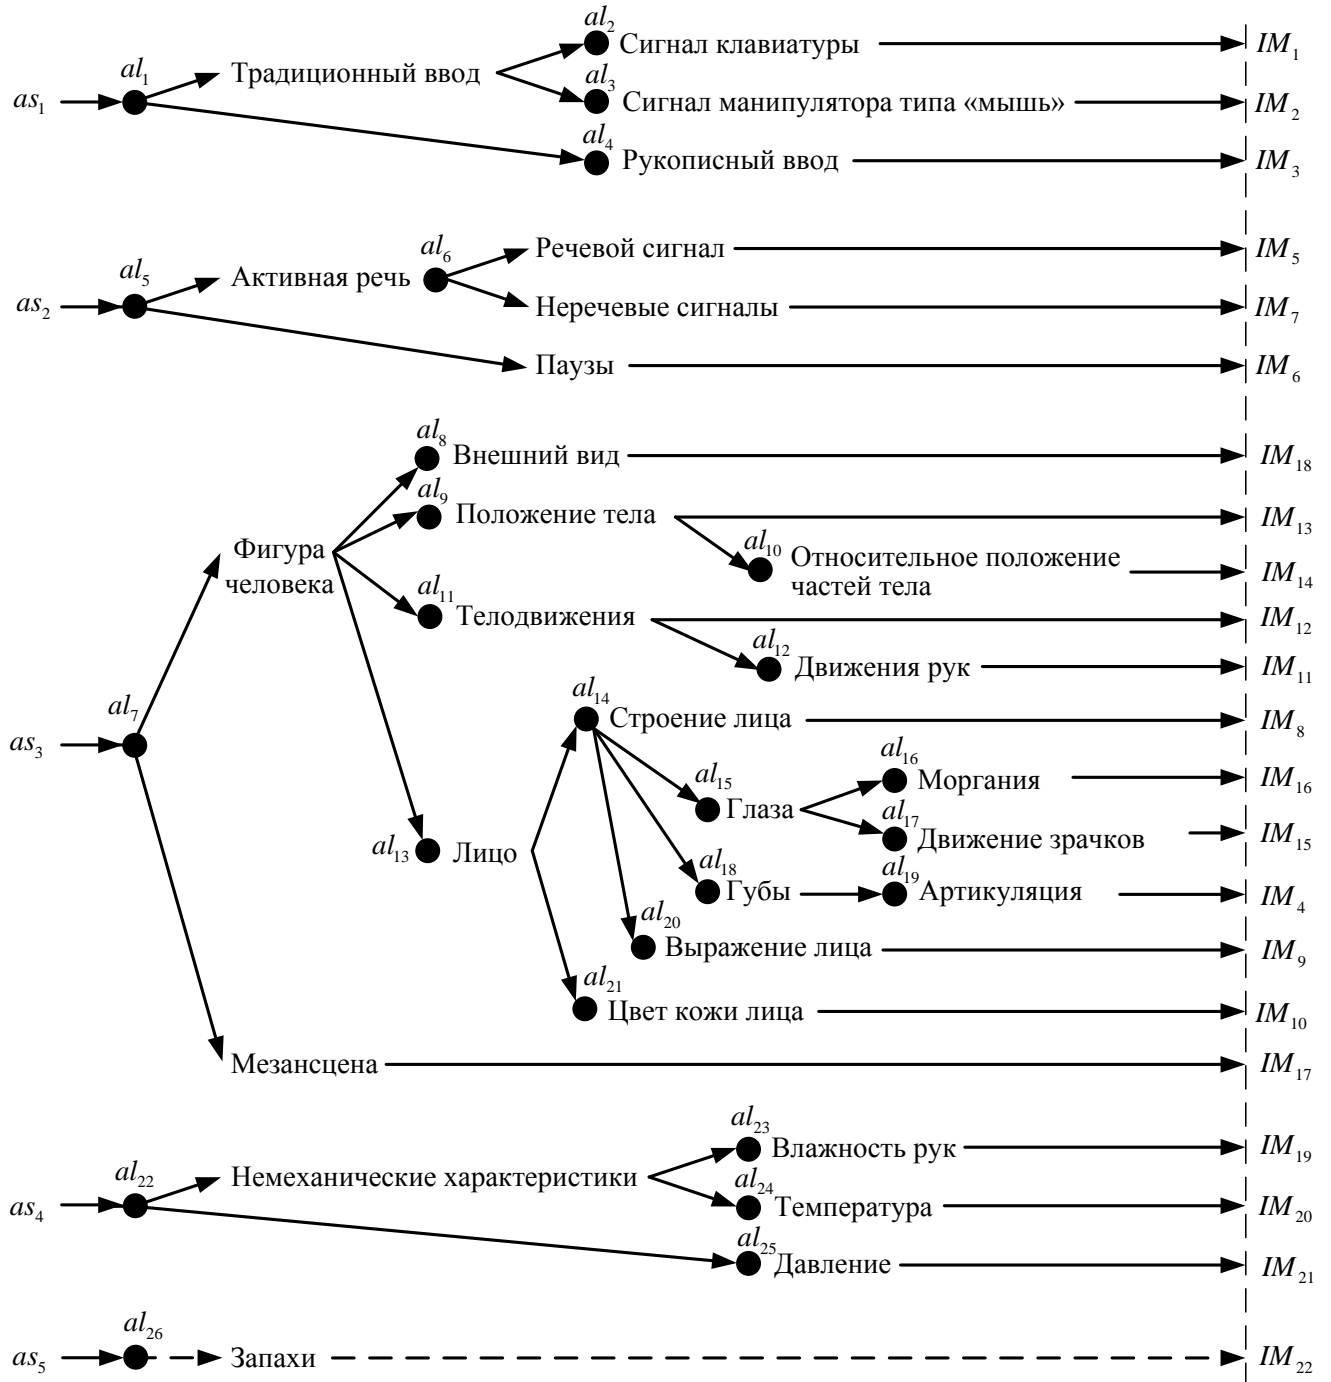 al₂
Сигнал клавиатуры IM₁
al₁
Традиционный ввод
al₃
as₁ Сигнал манипулятора типа «мышь» IM₂
al₄
Рукописный ввод IM₃
al₆ Речевой сигнал IM₅
al₅ Активная речь
as₂ Неречевые сигналы IM₇
Паузы IM₆
al₈
Внешний вид IM₁₈
al₉
Положение тела IM₁₃
al₁₀
Фигура
человека
Относительное положение
частей тела
IM₁₄
al₁₁
Телодвижения IM₁₂
al₁₂
Движения рук IM₁₁
al₁₄
al₇ Строение лица IM₈
as₃
al₁₆
al₁₅ Моргания IM₁₆
Глаза
al₁₇
Движение зрачков IM₁₅
al₁₃ Лицо
al₁₈ al₁₉
Губы Артикуляция IM₄
al₂₀
Выражение лица IM₉
al₂₁
Цвет кожи лица IM₁₀
Мезансцена IM₁₇
al₂₃
Влажность рук IM₁₉
al₂₂ Немеханические характеристики
al₂₄
as₄ Температура IM₂₀
al₂₅
Давление IM₂₁
al₂₆
as₅ Запахи IM₂₂